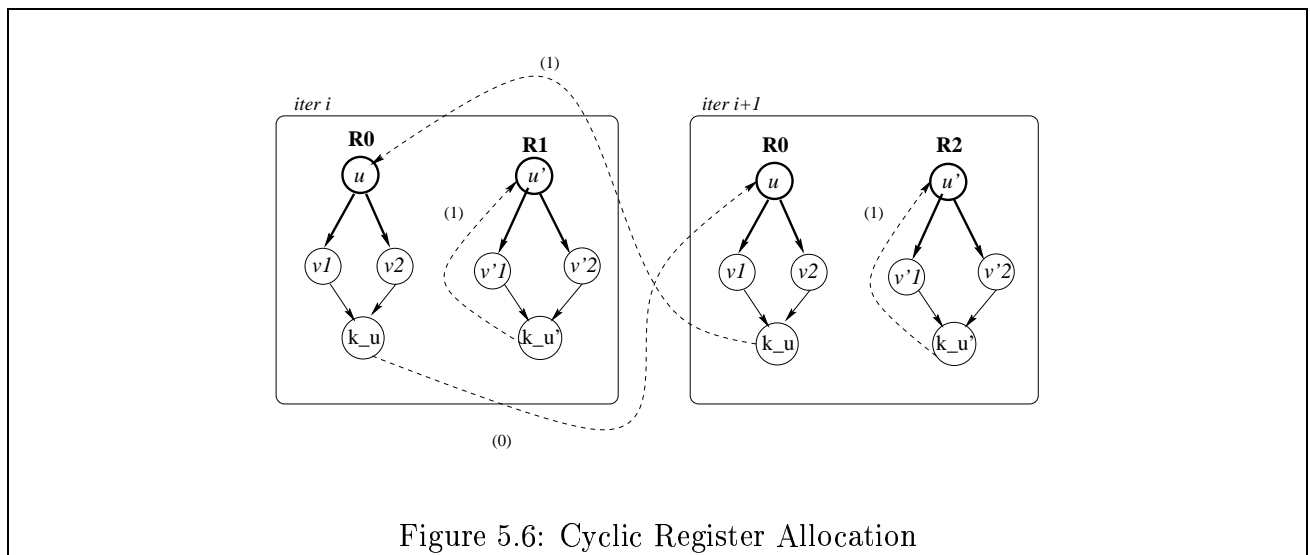 (1)
iter i
iter i+1
R0 R1 R0 R2
u u' u u'
(1) (1)
v1 v2 v'1 v'2 v1 v2 v'1 v'2
k_u k_u' k_u k_u'
(0)
Figure 5.6: Cyclic Register Allocation